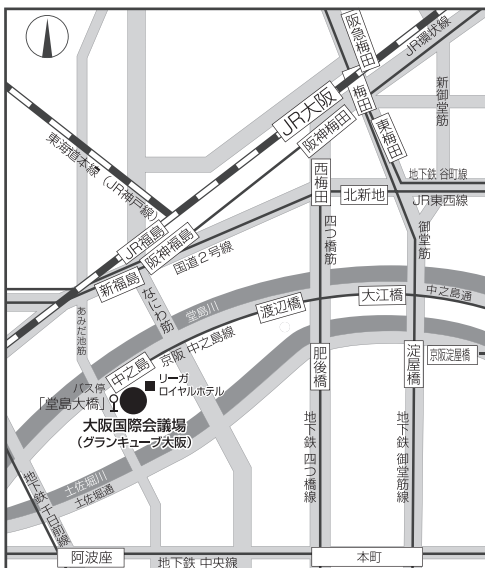 阪急梅田
JR環状線
梅田
新御堂筋
JR大阪
阪神梅田
東梅田
東海道本線（JR神戸線）
地下鉄 谷町線
西梅田
北新地
JR東西線
JR福島
阪神福島
四つ橋筋
御堂筋
国道２号線
新福島
なにわ筋
堂島川
渡辺橋
大江橋
中之島通
あみだ池筋
京阪 中之島線
中之島
肥後橋
淀屋橋
京阪淀屋橋
バス停
「堂島大橋」
リーガ
ロイヤルホテル
大阪国際会議場
（グランキューブ大阪）
地下鉄 四つ橋線
地下鉄 御堂筋線
土佐堀川
土佐堀通
地下鉄 千日前線
阿波座
地下鉄 中央線
本町